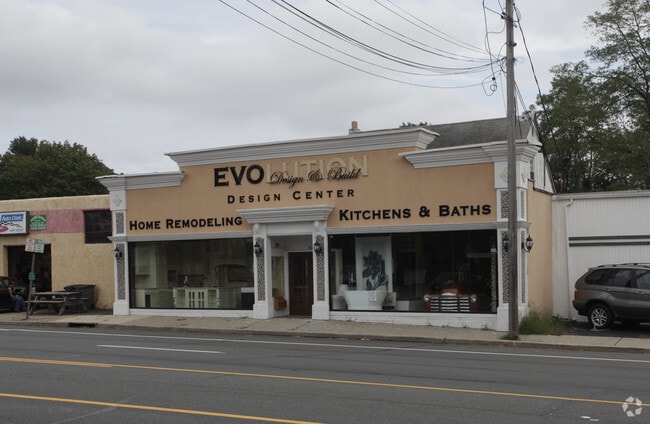 EVOLUTION
Design & Build
DESIGN CENTER
HOME REMODELING
KITCHENS & BATHS